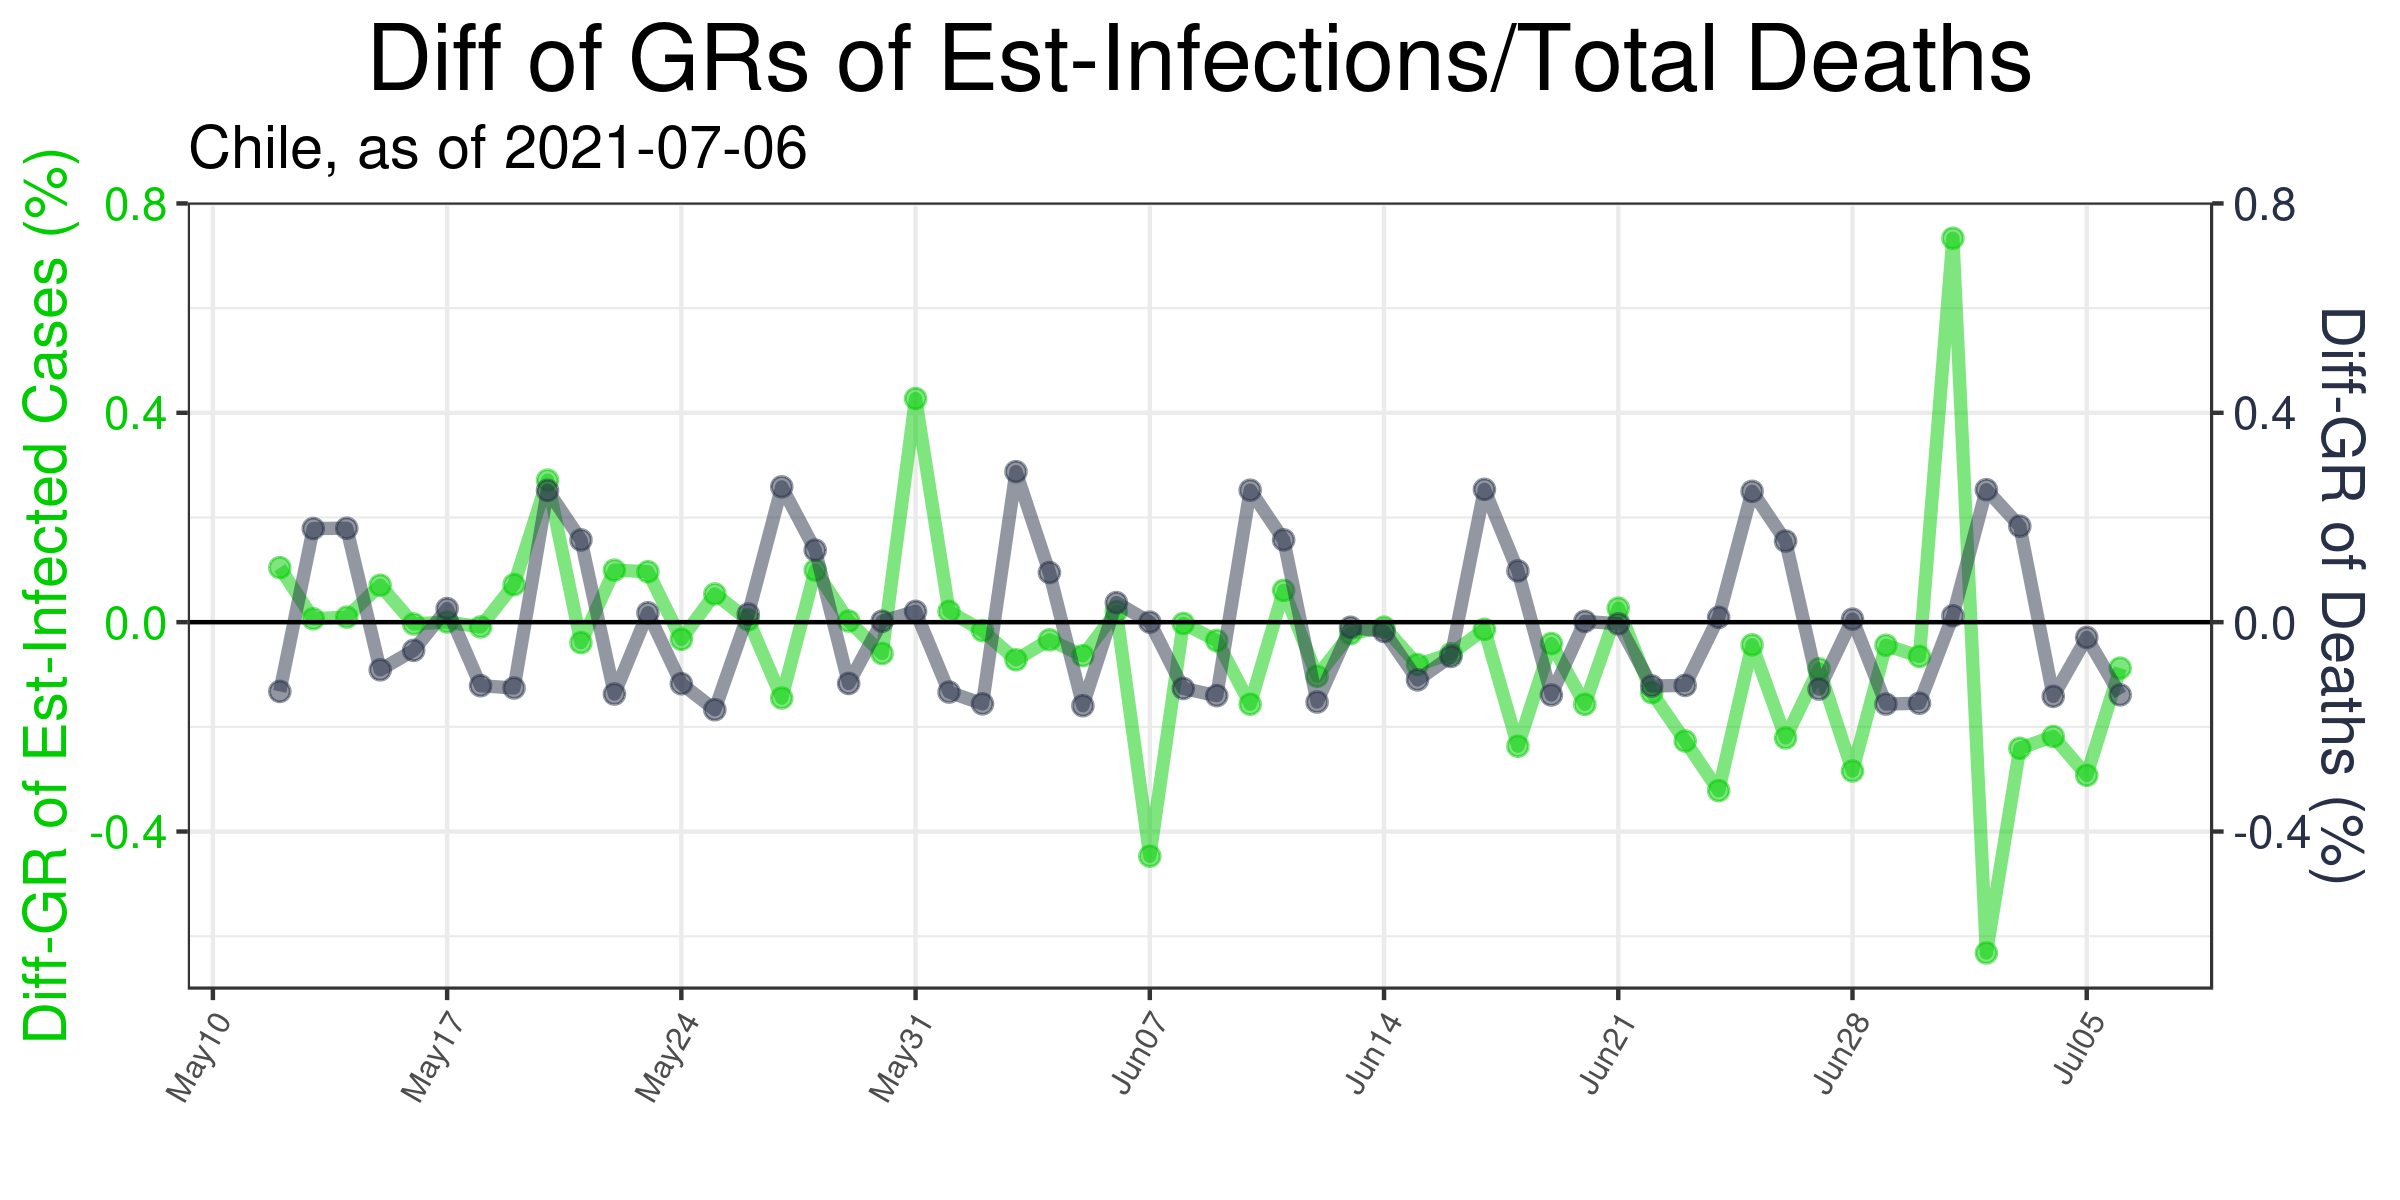 Diff of GRs of Est-Infections/Total Deaths
Chile, as of 2021-07-06
Diff-GR of Est-Infected Cases (%)
0.8
0.4
0.0
-0.4
0.8
0.4
0.0
-0.4
Diff-GR of Deaths (%)
May10
May17
May24
May31
Jun07
Jun14
Jun21
Jun28
Jul05